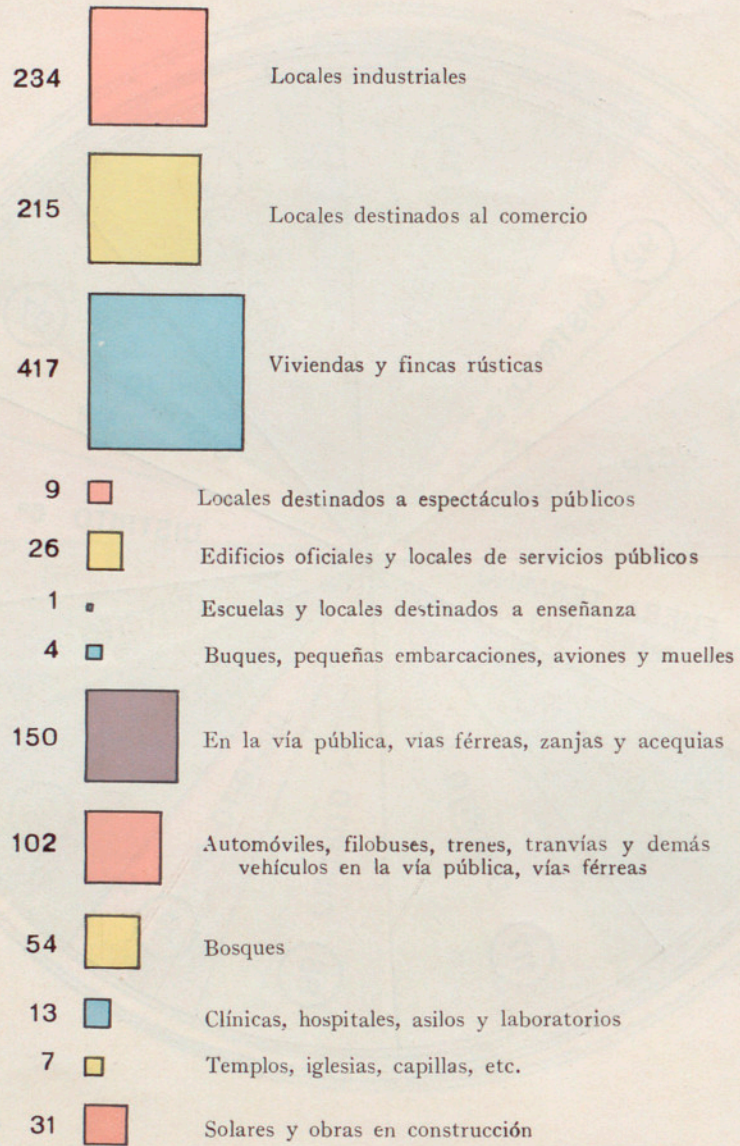 234 Locales industriales
215 Locales destinados al comercio
417 Viviendas y fincas rústicas
9 Locales destinados a espectáculos públicos
26 Edificios oficiales y locales de servicios públicos
1 Escuelas y locales destinados a enseñanza
4 Buques, pequeñas embarcaciones, aviones y muelles
150 En la vía pública, vías férreas, zanjas y acequias
102 Automóviles, filobuses, trenes, tranvías y demás
vehículos en la vía pública, vías férreas
54 Bosques
13 Clínicas, hospitales, asilos y laboratorios
7 Templos, iglesias, capillas, etc.
31 Solares y obras en construcción